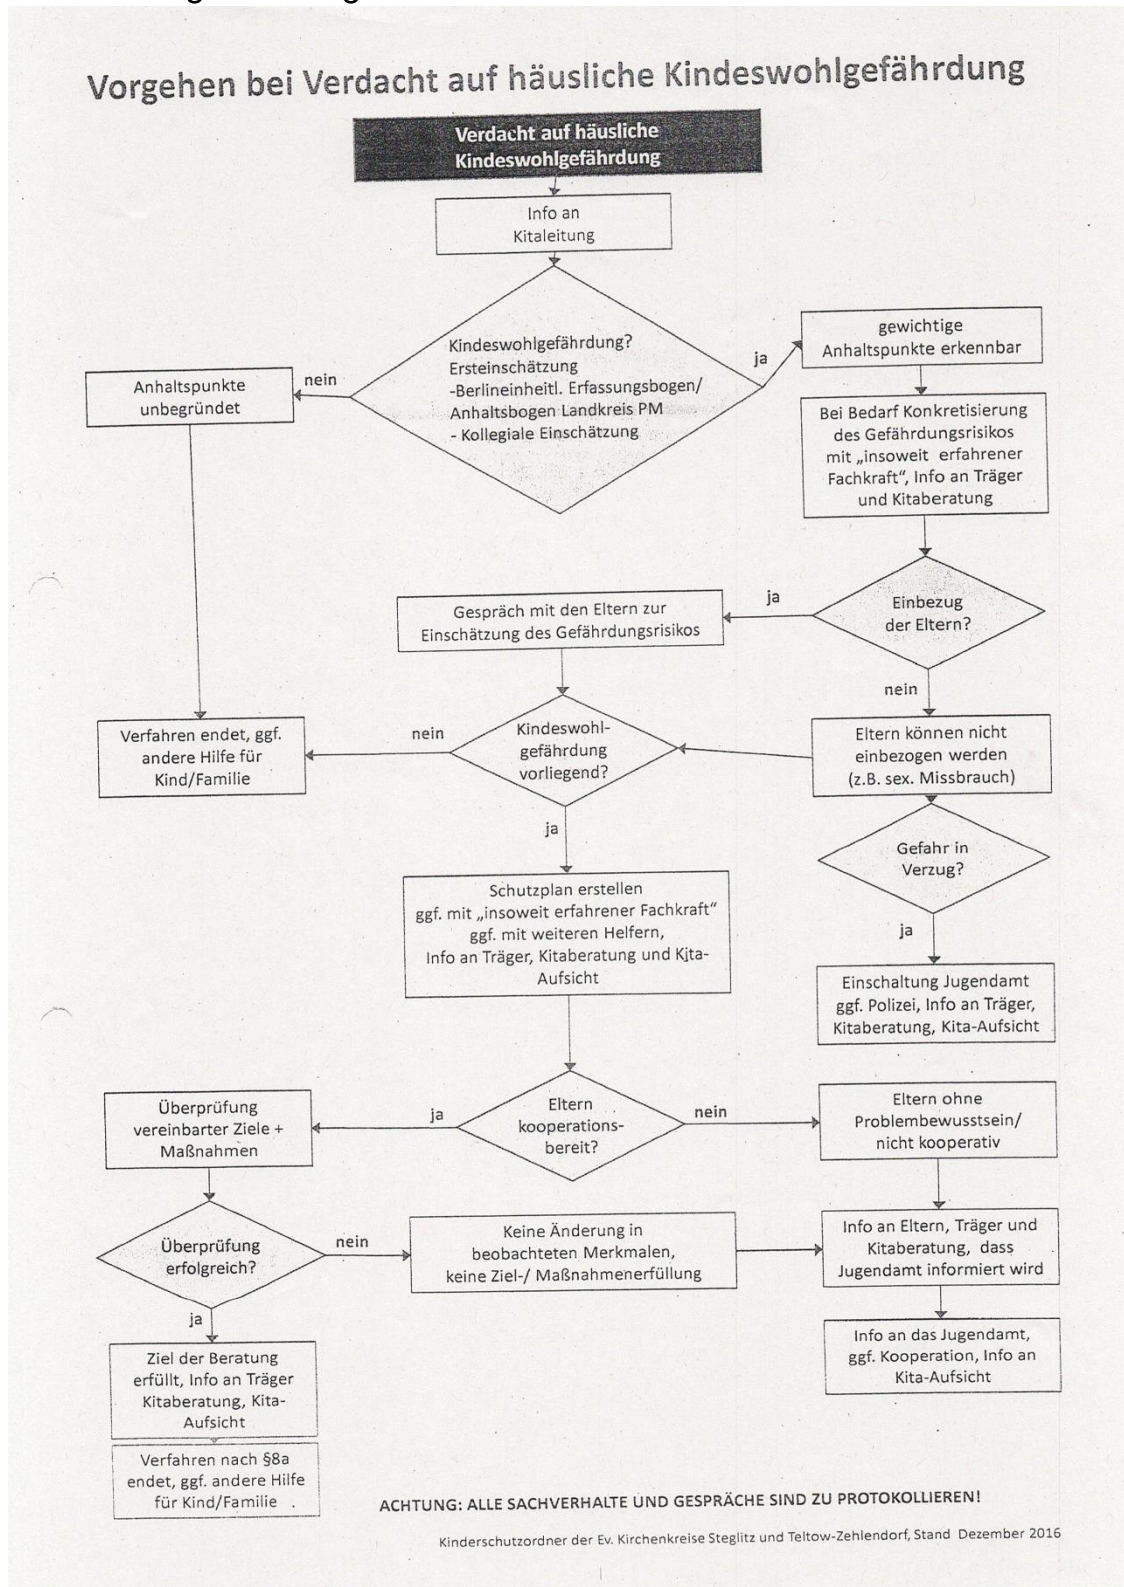 Vorgehen bei Verdacht auf häusliche Kindeswohlgefährdung
Verdacht auf häusliche
Kindeswohlgefährdung
Info an
Kitaleitung
Kindeswohlgefährdung?
Ersteinschätzung
-Berlineinheitl. Erfassungsbogen/
Anhaltsbogen Landkreis PM
- Kollegiale Einschätzung
ja
gewichtige
Anhaltspunkte erkennbar
nein
Anhaltspunkte
unbegründet
Bei Bedarf Konkretisierung
des Gefährdungsrisikos
mit „insoweit erfahrener
Fachkraft“, Info an Träger
und Kitaberatung
Einbezug
der Eltern?
ja
Gespräch mit den Eltern zur
Einschätzung des Gefährdungsrisikos
nein
Eltern können nicht
einbezogen werden
(z.B. sex. Missbrauch)
Kindeswohl-
gefährdung
vorliegend?
nein
Verfahren endet, ggf.
andere Hilfe für
Kind/Familie
ja
Gefahr in
Verzug?
ja
Einschaltung Jugendamt
ggf. Polizei, Info an Träger,
Kitaberatung, Kita-Aufsicht
Schutzplan erstellen
ggf. mit „insoweit erfahrener Fachkraft“
ggf. mit weiteren Helfern,
Info an Träger, Kitaberatung und Kita-
Aufsicht
Eltern
kooperations-
bereit?
ja
Überprüfung
vereinbarter Ziele +
Maßnahmen
nein
Eltern ohne
Problembewusstsein/
nicht kooperativ
Überprüfung
erfolgreich?
nein
Keine Änderung in
beobachteten Merkmalen,
keine Ziel-/ Maßnahmenerfüllung
Info an Eltern, Träger und
Kitaberatung, dass
Jugendamt informiert wird
ja
Ziel der Beratung
erfüllt, Info an Träger
Kitaberatung, Kita-
Aufsicht
Info an das Jugendamt,
ggf. Kooperation, Info an
Kita-Aufsicht
Verfahren nach §8a
endet, ggf. andere Hilfe
für Kind/Familie .
ACHTUNG: ALLE SACHVERHALTE UND GESPRÄCHE SIND ZU PROTOKOLLIEREN!
Kinderschutzordner der Ev. Kirchenkreise Steglitz und Teltow-Zehlendorf, Stand Dezember 2016